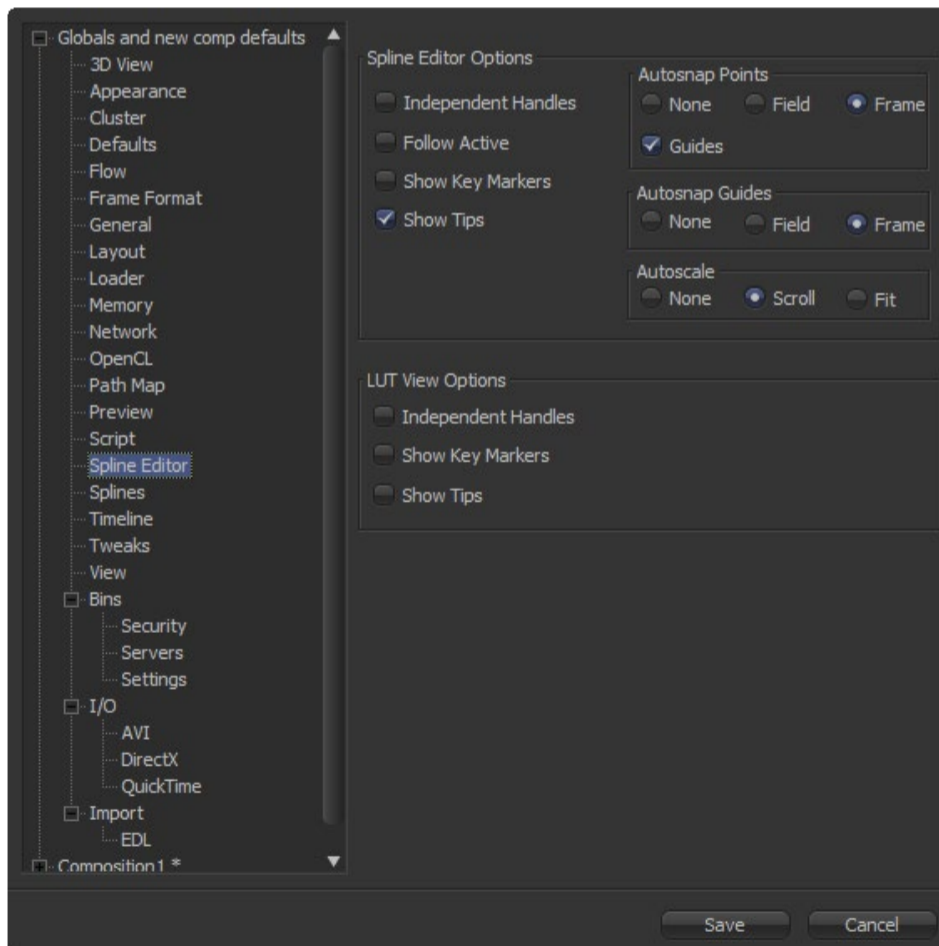 Globals and new comp defaults
3D View
Appearance
Cluster
Defaults
Flow
Frame Format
General
Layout
Loader
Memory
Network
OpenCL
Path Map
Preview
Script
Spline Editor
Splines
Timeline
Tweaks
View
Bins
Security
Servers
Settings
I/O
AVI
DirectX
QuickTime
Import
EDL
Composition1 *
Spline Editor Options
Independent Handles
Follow Active
Show Key Markers
Show Tips
Autosnap Points
None Field Frame
Guides
Autosnap Guides
None Field Frame
Autoscale
None Scroll Fit
LUT View Options
Independent Handles
Show Key Markers
Show Tips
Save Cancel